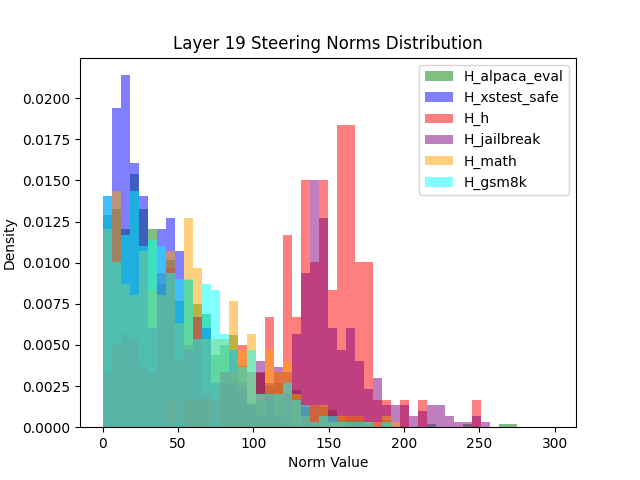 Layer 19 Steering Norms Distribution
H_alpaca_eval
H_xstest_safe
H_h
H_jailbreak
H_math
H_gsm8k
Density
0.0200
0.0175
0.0150
0.0125
0.0100
0.0075
0.0050
0.0025
0.0000
0 50 100 150 200 250 300
Norm Value